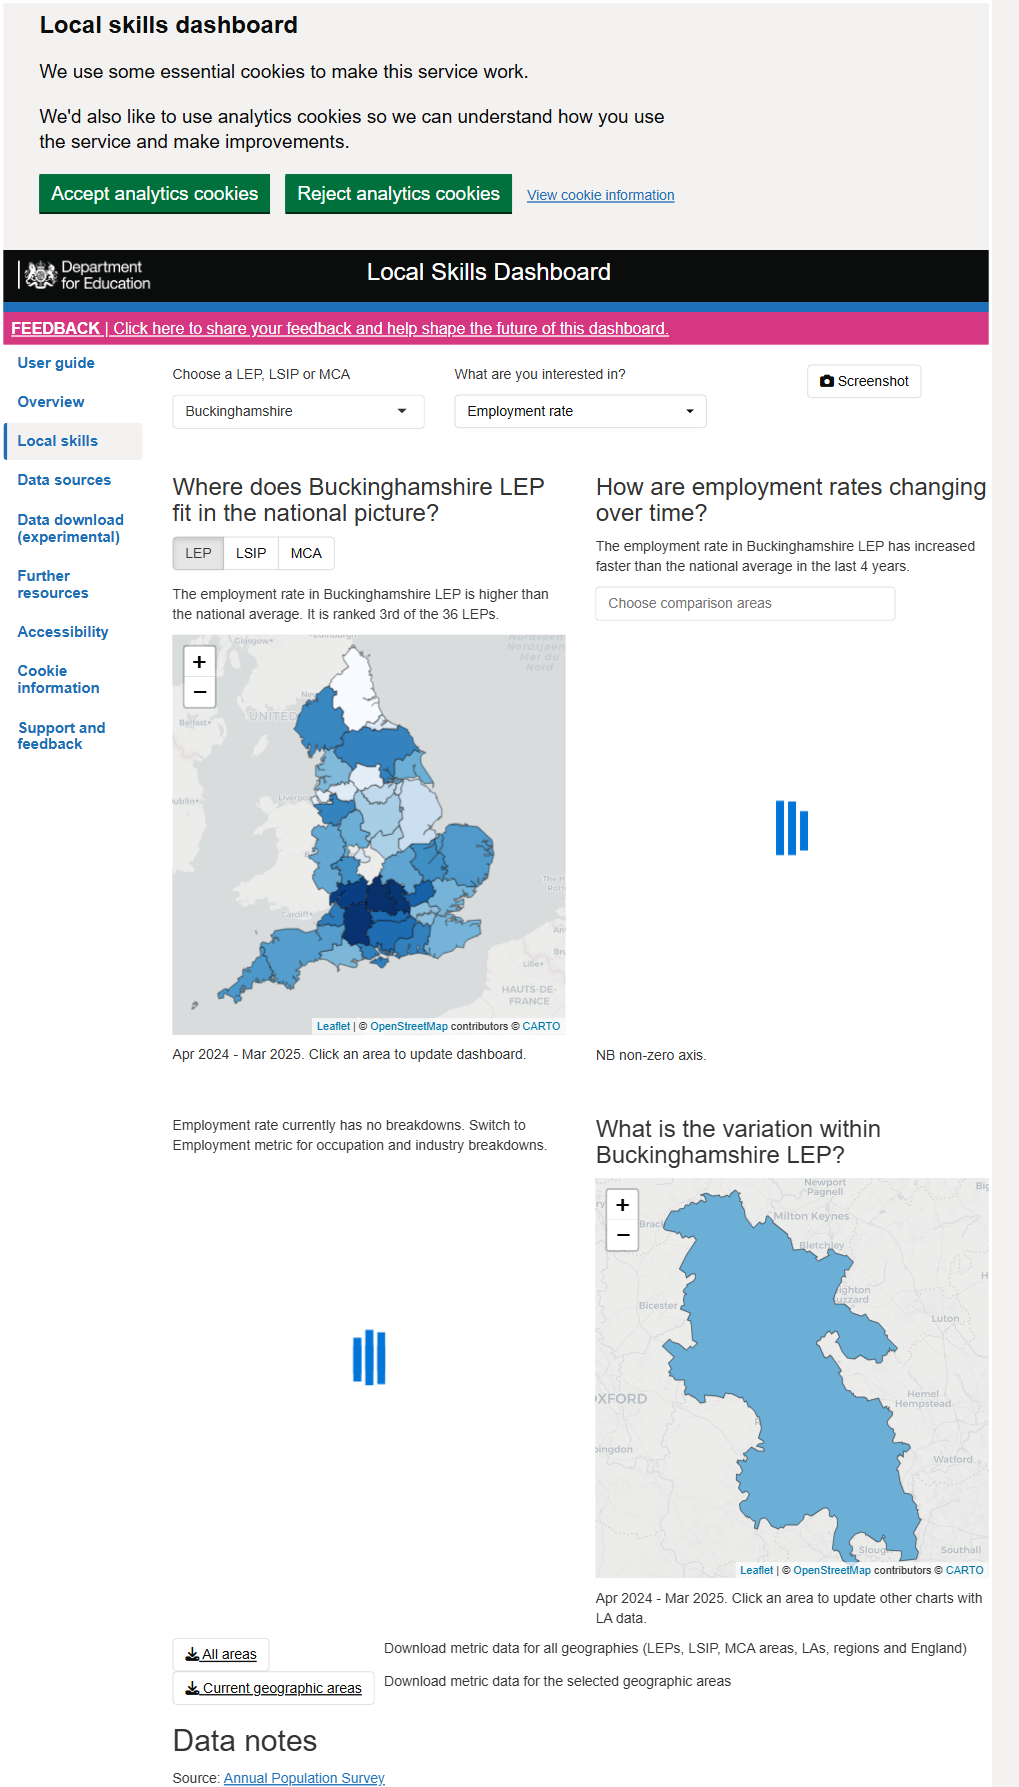 Local skills dashboard
We use some essential cookies to make this service work.
We'd also like to use analytics cookies so we can understand how you use
the service and make improvements.
Accept analytics cookies
Reject analytics cookies
View cookie information
Department
for Education
Local Skills Dashboard
FEEDBACK | Click here to share your feedback and help shape the future of this dashboard.
User guide
Overview
Local skills
Data sources
Data download
(experimental)
Further
resources
Accessibility
Cookie
information
Support and
feedback
Choose a LEP, LSIP or MCA
Buckinghamshire
What are you interested in?
Employment rate
Screenshot
Where does Buckinghamshire LEP
fit in the national picture?
LEP
LSIP
MCA
The employment rate in Buckinghamshire LEP is higher than
the national average. It is ranked 3rd of the 36 LEPs.
+
−
Glasgow
Edinburgh
Nordsøen
Nordsjøen
Mer du
Nord
Belfast
UNITED
Liverpoo
Cardiff
Lille
HAUTS-DE-
FRANCE
Leaflet | © OpenStreetMap contributors © CARTO
Apr 2024 - Mar 2025. Click an area to update dashboard.
How are employment rates changing
over time?
The employment rate in Buckinghamshire LEP has increased
faster than the national average in the last 4 years.
Choose comparison areas
NB non-zero axis.
Employment rate currently has no breakdowns. Switch to
Employment metric for occupation and industry breakdowns.
What is the variation within
Buckinghamshire LEP?
+
−
Newport
Pagnell
Brac
Milton Keynes
Bletchley
ighton
uzzard
Bicester
Luton
OXFORD
Hemel
Hempstead
bingdon
Watford
Slough
Southall
Leaflet | © OpenStreetMap contributors © CARTO
Apr 2024 - Mar 2025. Click an area to update other charts with
LA data.
All areas
Download metric data for all geographies (LEPs, LSIP, MCA areas, LAs, regions and England)
Current geographic areas
Download metric data for the selected geographic areas
Data notes
Source: Annual Population Survey